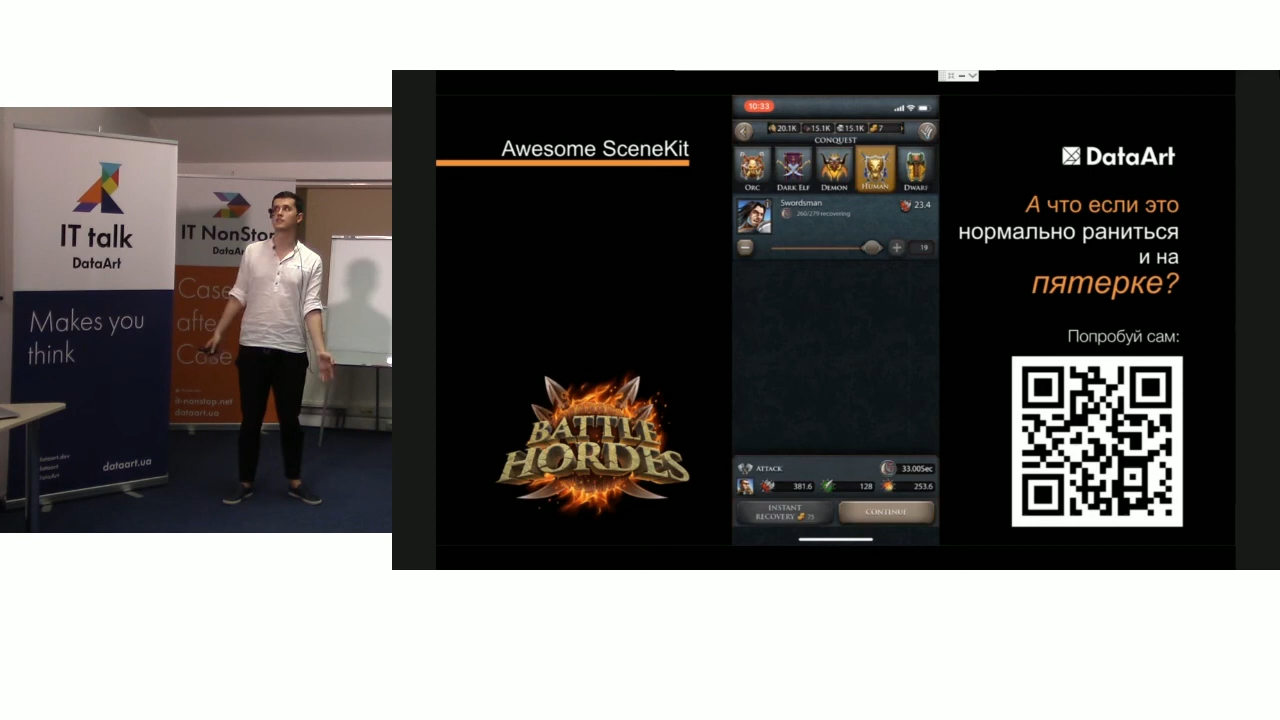 IT talk
DataArt
Makes you
think
dataart.ua
IT NonStop
DataArt
Case
after
Case
it-nonstop.net
dataart.ua
Awesome SceneKit
BATTLE
HORDES
10:33
20.1K 15.1K 15.1K 7
CONQUEST
ORC DARK ELF DEMON HUMAN DWARF
Swordsman
260/279 recovering
23.4
19
ATTACK
33.005ec
381.6 128 253.6
INSTANT
RECOVERY 75
CONTINUE
DataArt
А что если это
нормально раниться
и на
пятерке?
Попробуй сам: